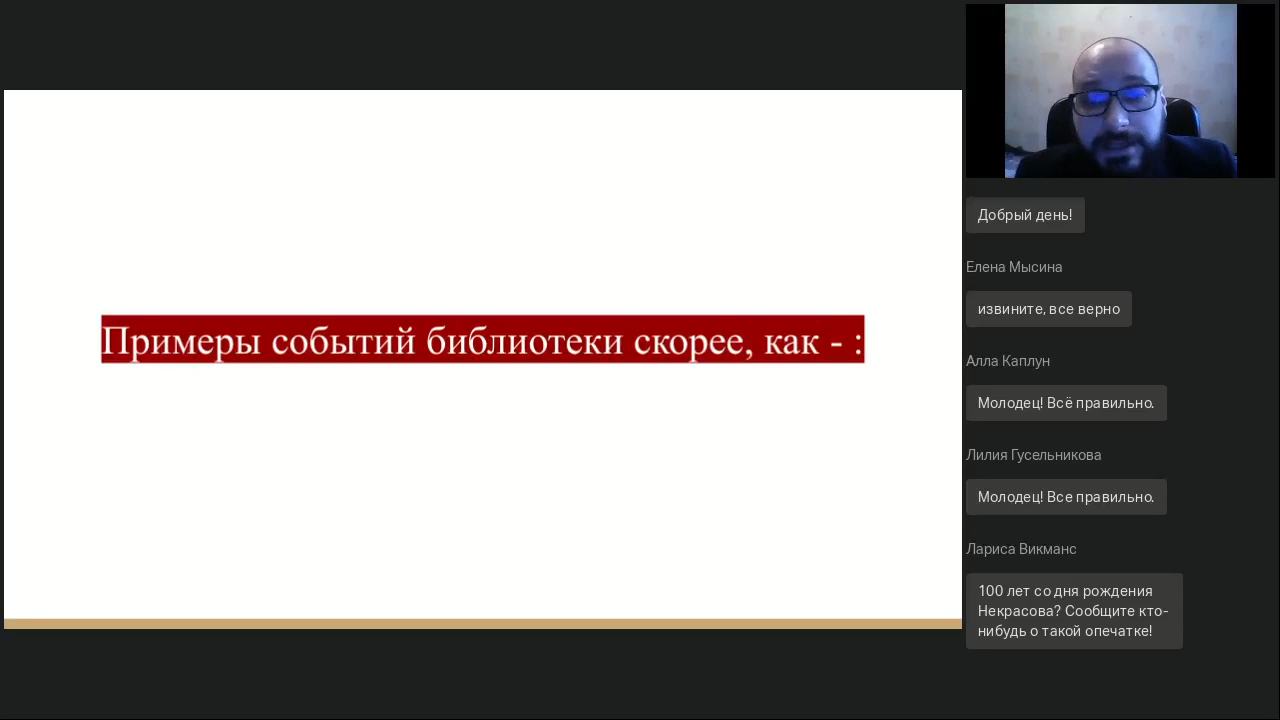 Примеры событий библиотеки скорее, как - :
Добрый день!
Елена Мысина
извините, все верно
Алла Каплун
Молодец! Всё правильно.
Лилия Гусельникова
Молодец! Все правильно.
Лариса Викманс
100 лет со дня рождения
Некрасова? Сообщите кто-
нибудь о такой опечатке!